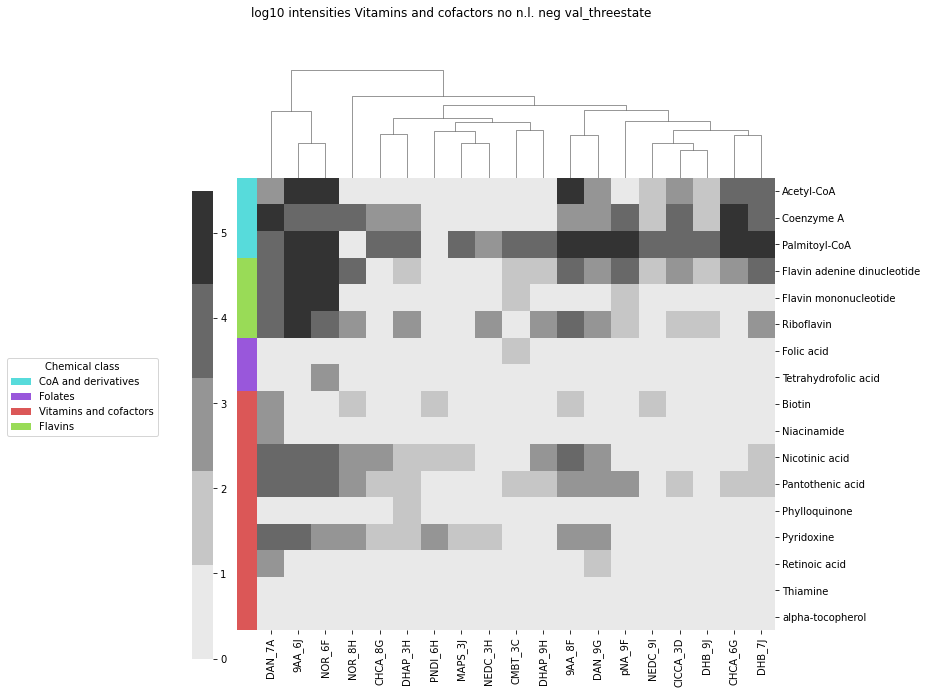 log10 intensities Vitamins and cofactors no n.l. neg val_threestate
Acetyl-CoA
Coenzyme A
Palmitoyl-CoA
Flavin adenine dinucleotide
Flavin mononucleotide
Riboflavin
Folic acid
Tetrahydrofolic acid
Biotin
Niacinamide
Nicotinic acid
Pantothenic acid
Phylloquinone
Pyridoxine
Retinoic acid
Thiamine
alpha-tocopherol
5
4
3
2
1
0
Chemical class
CoA and derivatives
Folates
Vitamins and cofactors
Flavins
DAN_7A
9AA_6J
NOR_6F
NOR_8H
CHCA_8G
DHAP_3H
PNDI_6H
MAPS_3J
NEDC_3H
CMBT_3C
DHAP_9H
9AA_8F
DAN_9G
pNA_9F
NEDC_9I
ClCCA_3D
DHB_9J
CHCA_6G
DHB_7J